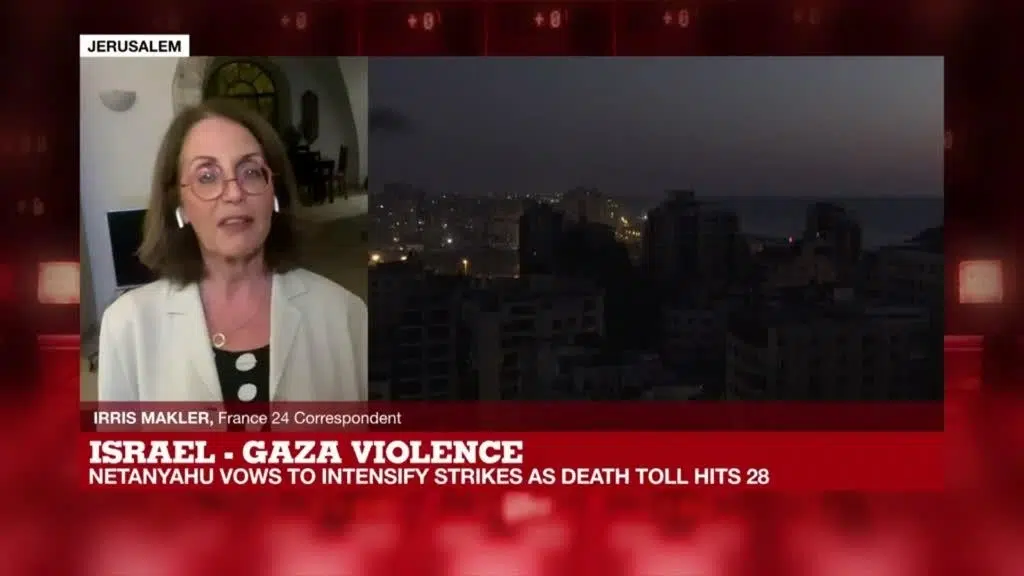 JERUSALEM
IRRIS MAKLER, France 24 Correspondent
ISRAEL - GAZA VIOLENCE
NETANYAHU VOWS TO INTENSIFY STRIKES AS DEATH TOLL HITS 28